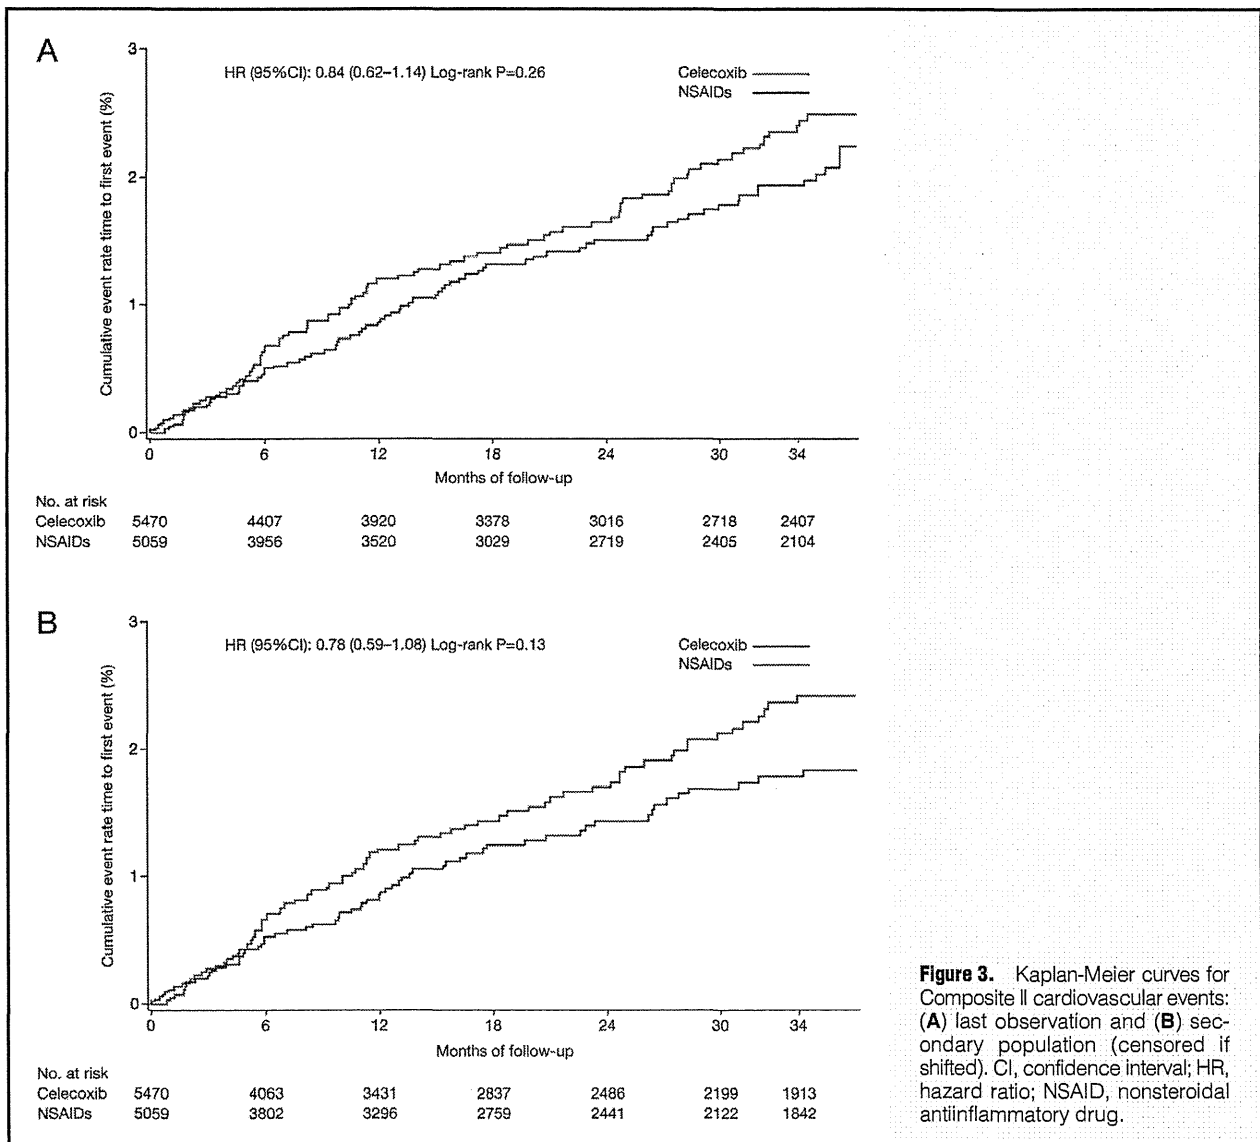 A
3
2
1
0
Cumulative event rate time to first event (%)
HR (95%CI): 0.84 (0.62–1.14) Log-rank P=0.26
Celecoxib
NSAIDs
0 6 12 18 24 30 34
Months of follow-up
No. at risk
Celecoxib 5470 4407 3920 3378 3016 2718 2407
NSAIDs 5059 3956 3520 3029 2719 2405 2104
B
3
2
1
0
Cumulative event rate time to first event (%)
HR (95%CI): 0.78 (0.59–1.08) Log-rank P=0.13
Celecoxib
NSAIDs
0 6 12 18 24 30 34
Months of follow-up
No. at risk
Celecoxib 5470 4063 3431 2837 2486 2199 1913
NSAIDs 5059 3802 3296 2759 2441 2122 1842
Figure 3. Kaplan-Meier curves for
Composite II cardiovascular events:
(A) last observation and (B) sec-
ondary population (censored if
shifted). CI, confidence interval; HR,
hazard ratio; NSAID, nonsteroidal
antiinflammatory drug.